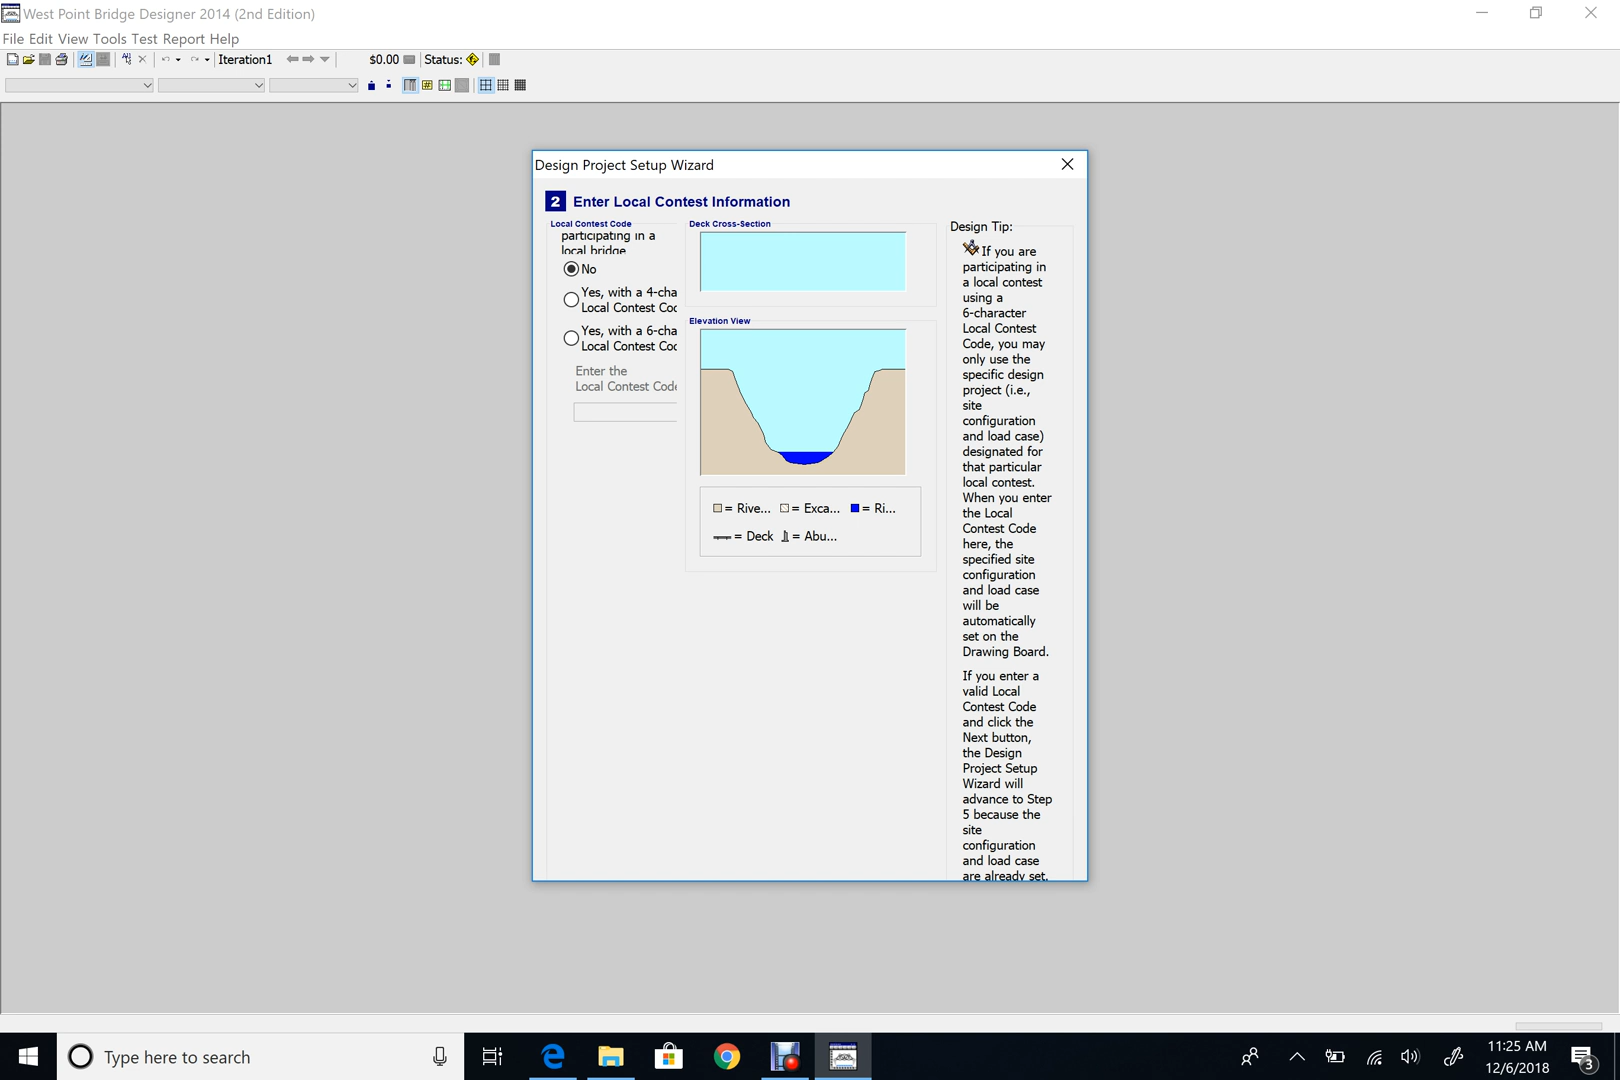 West Point Bridge Designer 2014 (2nd Edition)
File Edit View Tools Test Report Help
Iteration1 $0.00 Status:
Design Project Setup Wizard
2 Enter Local Contest Information
Local Contest Code
participating in a
local bridge
No
Yes, with a 4-cha
Local Contest Coc
Yes, with a 6-cha
Local Contest Coc
Enter the
Local Contest Code
Deck Cross-Section
Elevation View
= Rive... = Exca... = Ri...
= Deck = Abu...
Design Tip:
If you are
participating in
a local contest
using a
6-character
Local Contest
Code, you may
only use the
specific design
project (i.e.,
site
configuration
and load case)
designated for
that particular
local contest.
When you enter
the Local
Contest Code
here, the
specified site
configuration
and load case
will be
automatically
set on the
Drawing Board.
If you enter a
valid Local
Contest Code
and click the
Next button,
the Design
Project Setup
Wizard will
advance to Step
5 because the
site
configuration
and load case
are already set.
Type here to search
11:25 AM
12/6/2018
3